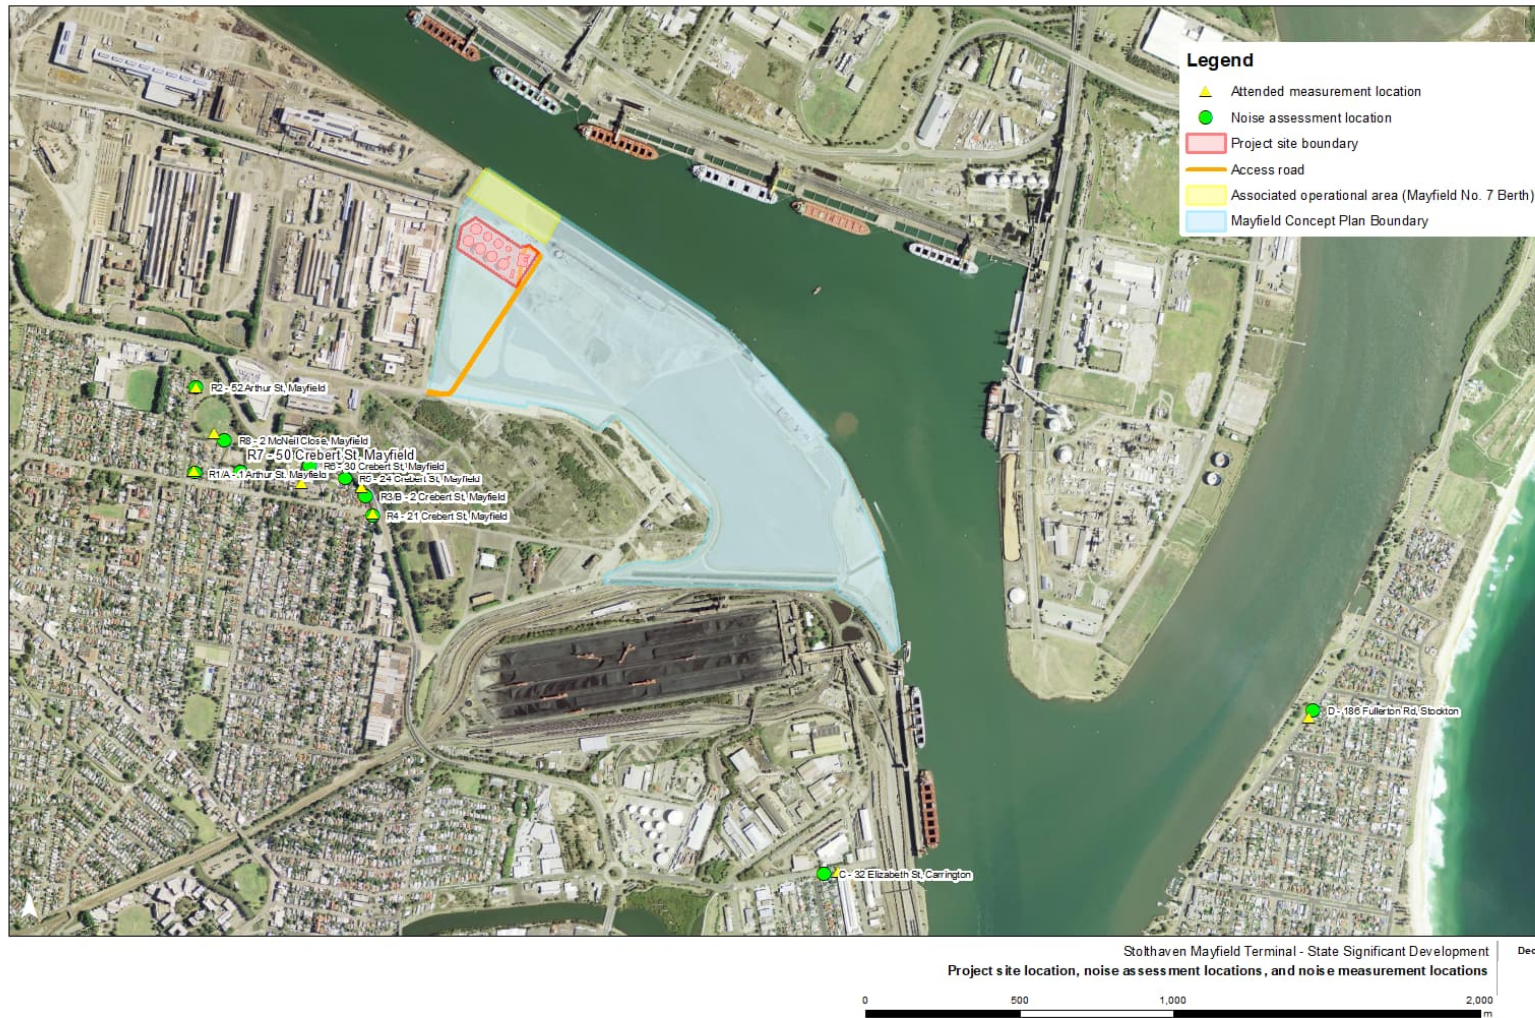 Legend
Attended measurement location
Noise assessment location
Project site boundary
Access road
Associated operational area (Mayfield No. 7 Berth)
Mayfield Concept Plan Boundary
R2 - 52 Arthur St, Mayfield
R8 - 2 McNeil Close, Mayfield
R7 - 50 Crebert St, Mayfield
R6 - 30 Crebert St, Mayfield
R1/A - 1 Arthur St. Mayfield
R5 - 24 Crebert St, Mayfield
R3/B - 2 Crebert St, Mayfield
R4 - 21 Crebert St, Mayfield
D - 186 Fullerton Rd, Stockton
C - 32 Elizabeth St, Carrington
Stolthaven Mayfield Terminal - State Significant Development
Dec
Project site location, noise assessment locations, and noise measurement locations
0 500 1,000 2,000
m